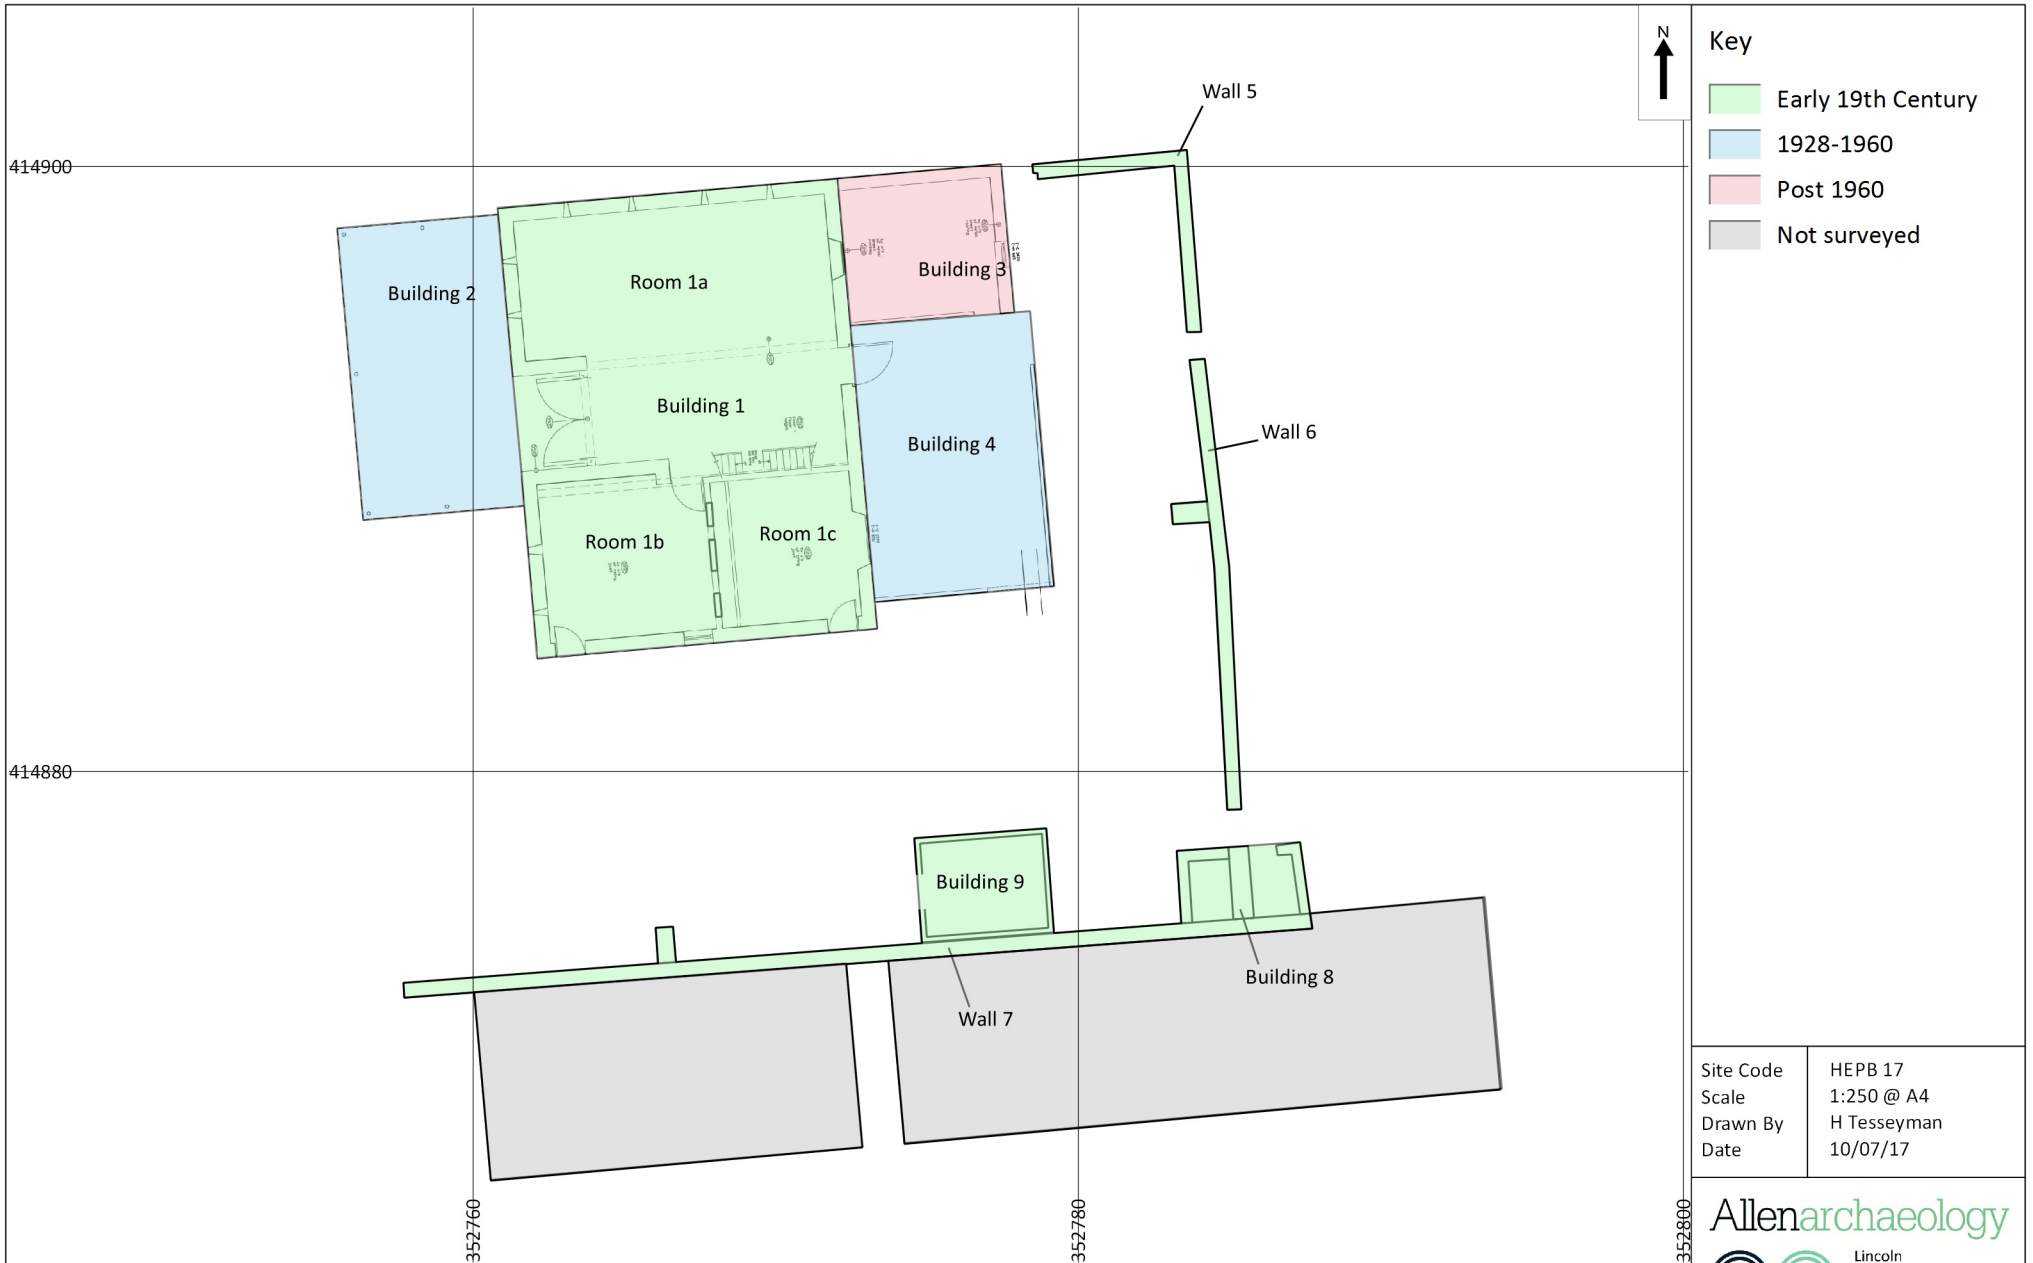 N
Key
Early 19th Century
1928-1960
Post 1960
Not surveyed
Wall 5
414900
Building 3
Room 1a
Building 2
Building 1
Wall 6
Building 4
Room 1c
Room 1b
414880
Building 9
Building 8
Wall 7
352760
352780
352800
Site Code HEPB 17
Scale 1:250 @ A4
Drawn By H Tesseyman
Date 10/07/17
Allenarchaeology
Lincoln